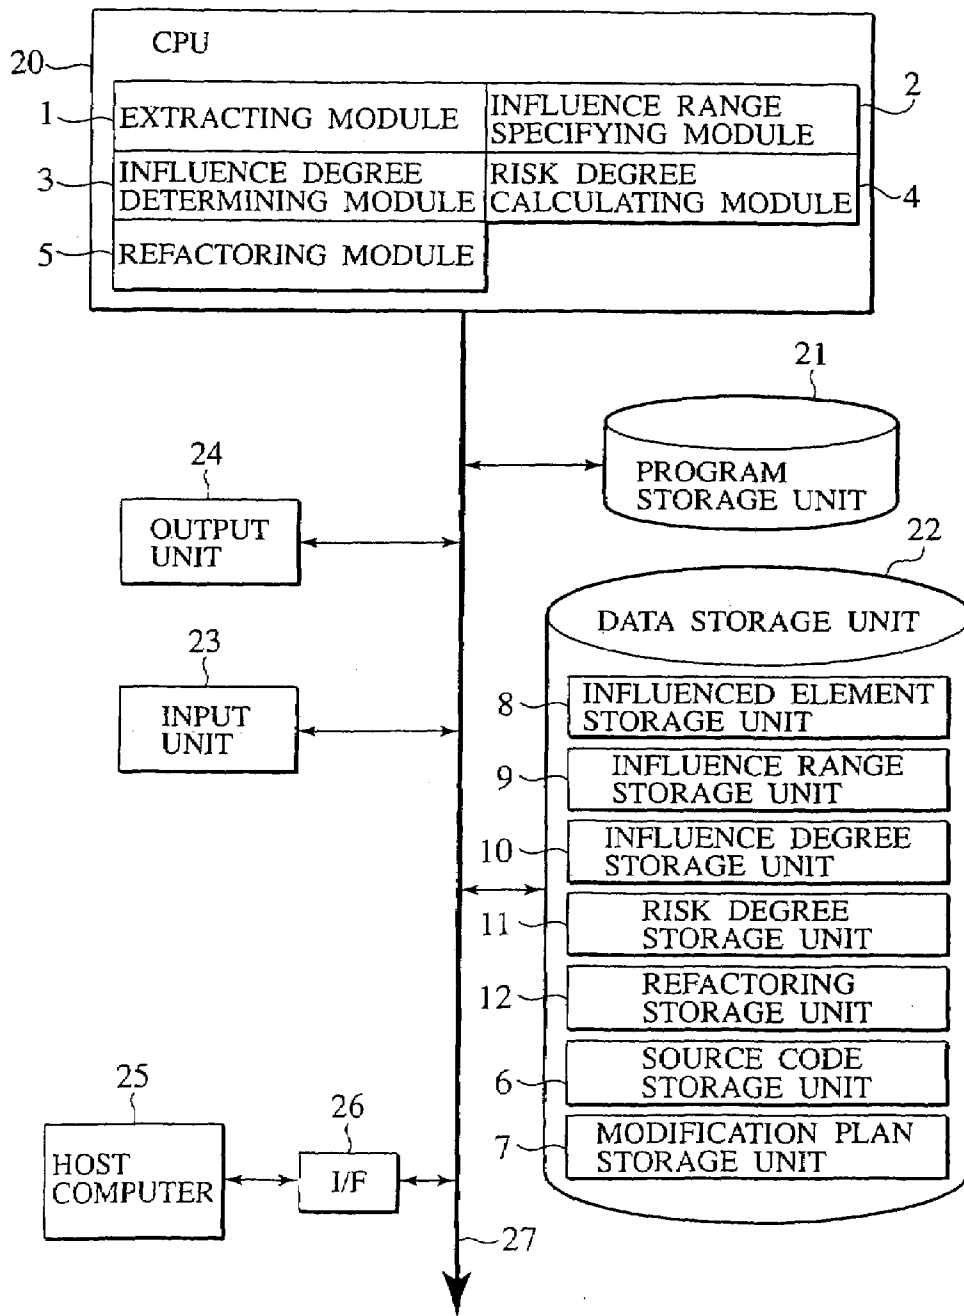 CPU
20
1
EXTRACTING MODULE
INFLUENCE RANGE
SPECIFYING MODULE
2
3
INFLUENCE DEGREE
DETERMINING MODULE
RISK DEGREE
CALCULATING MODULE
4
5
REFACTORING MODULE
21
PROGRAM
STORAGE UNIT
24
OUTPUT
UNIT
22
DATA STORAGE UNIT
23
INPUT
UNIT
8
INFLUENCED ELEMENT
STORAGE UNIT
9
INFLUENCE RANGE
STORAGE UNIT
10
INFLUENCE DEGREE
STORAGE UNIT
11
RISK DEGREE
STORAGE UNIT
12
REFACTORING
STORAGE UNIT
6
SOURCE CODE
STORAGE UNIT
7
MODIFICATION PLAN
STORAGE UNIT
25
HOST
COMPUTER
26
I/F
27